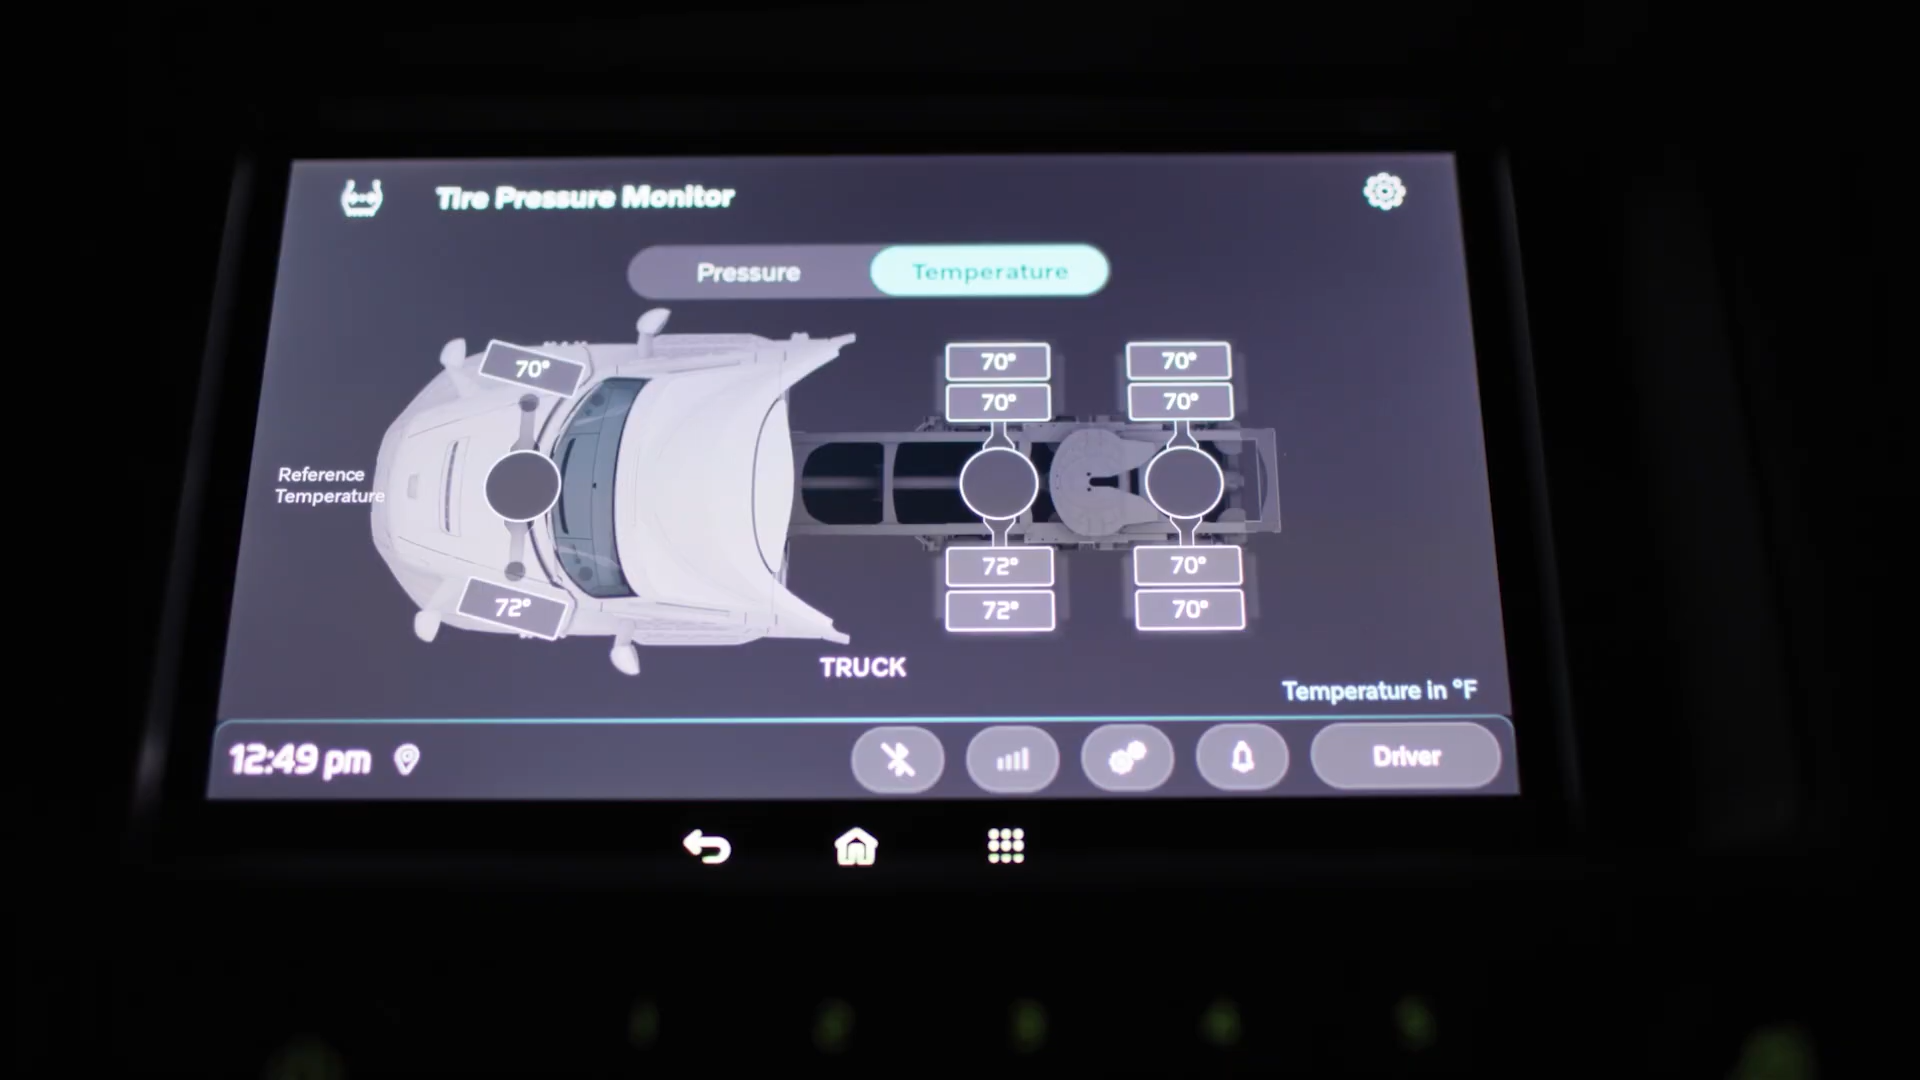 Tire Pressure Monitor
Pressure
Temperature
70°
70°
70°
70°
70°
Reference
Temperature
72°
72°
72°
70°
70°
TRUCK
Temperature in °F
12:49 pm
Driver